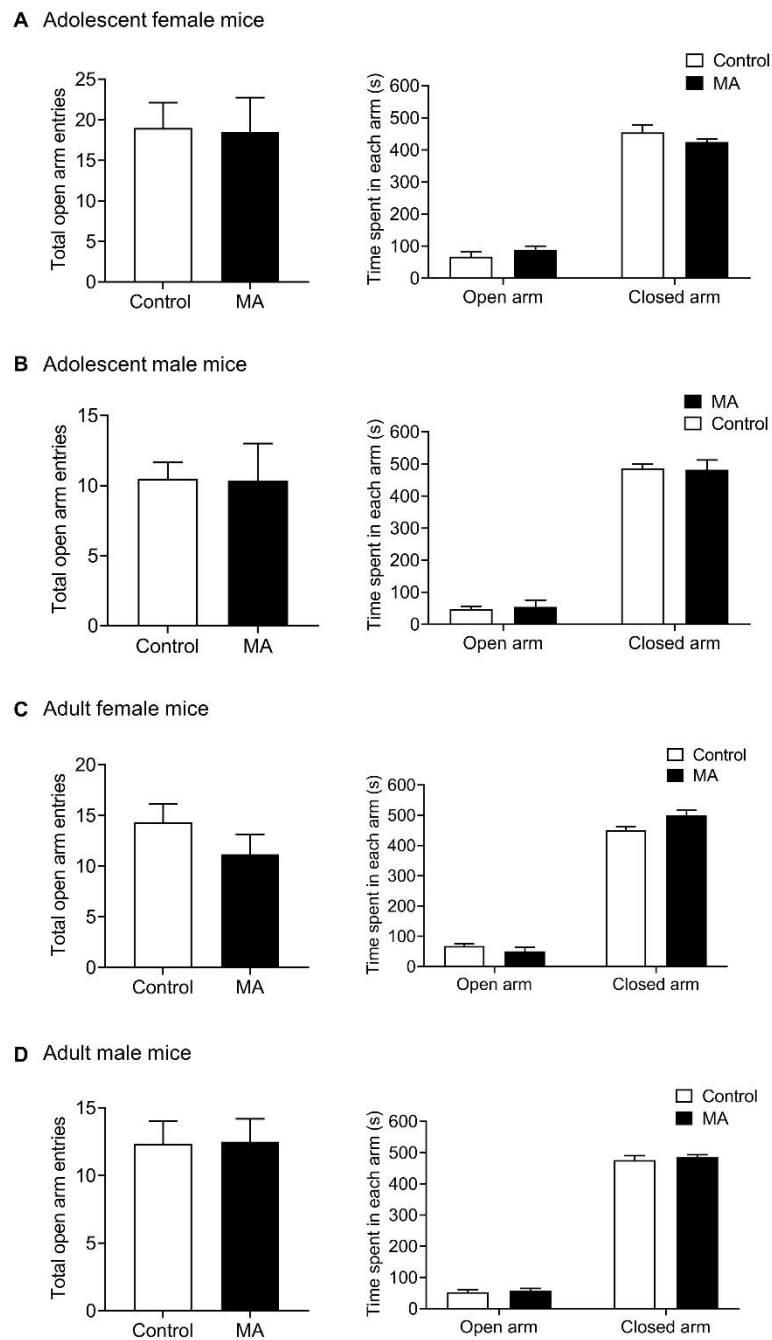 A Adolescent female mice
Total open arm entries
25
20
15
10
5
0
Control MA
Time spent in each arm (s)
600
500
400
300
200
100
0
Open arm Closed arm
Control
MA
B Adolescent male mice
Total open arm entries
15
10
5
0
Control MA
Time spent in each arm (s)
600
500
400
300
200
100
0
Open arm Closed arm
MA
Control
C Adult female mice
Total open arm entries
20
15
10
5
0
Control MA
Time spent in each arm (s)
600
500
400
300
200
100
0
Open arm Closed arm
Control
MA
D Adult male mice
Total open arm entries
15
10
5
0
Control MA
Time spent in each arm (s)
600
500
400
300
200
100
0
Open arm Closed arm
Control
MA